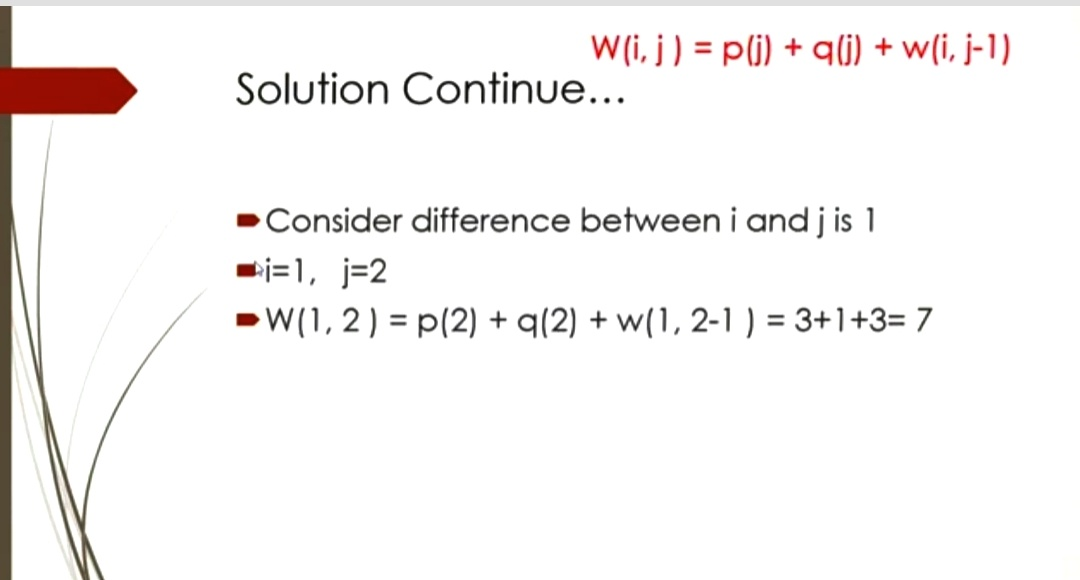 W(i, j ) = p(j) + q(j) + w(i, j-1)
Solution Continue...
Consider difference between i and j is 1
i=1, j=2
W(1, 2 ) = p(2) + q(2) + w(1, 2-1 ) = 3+1+3= 7